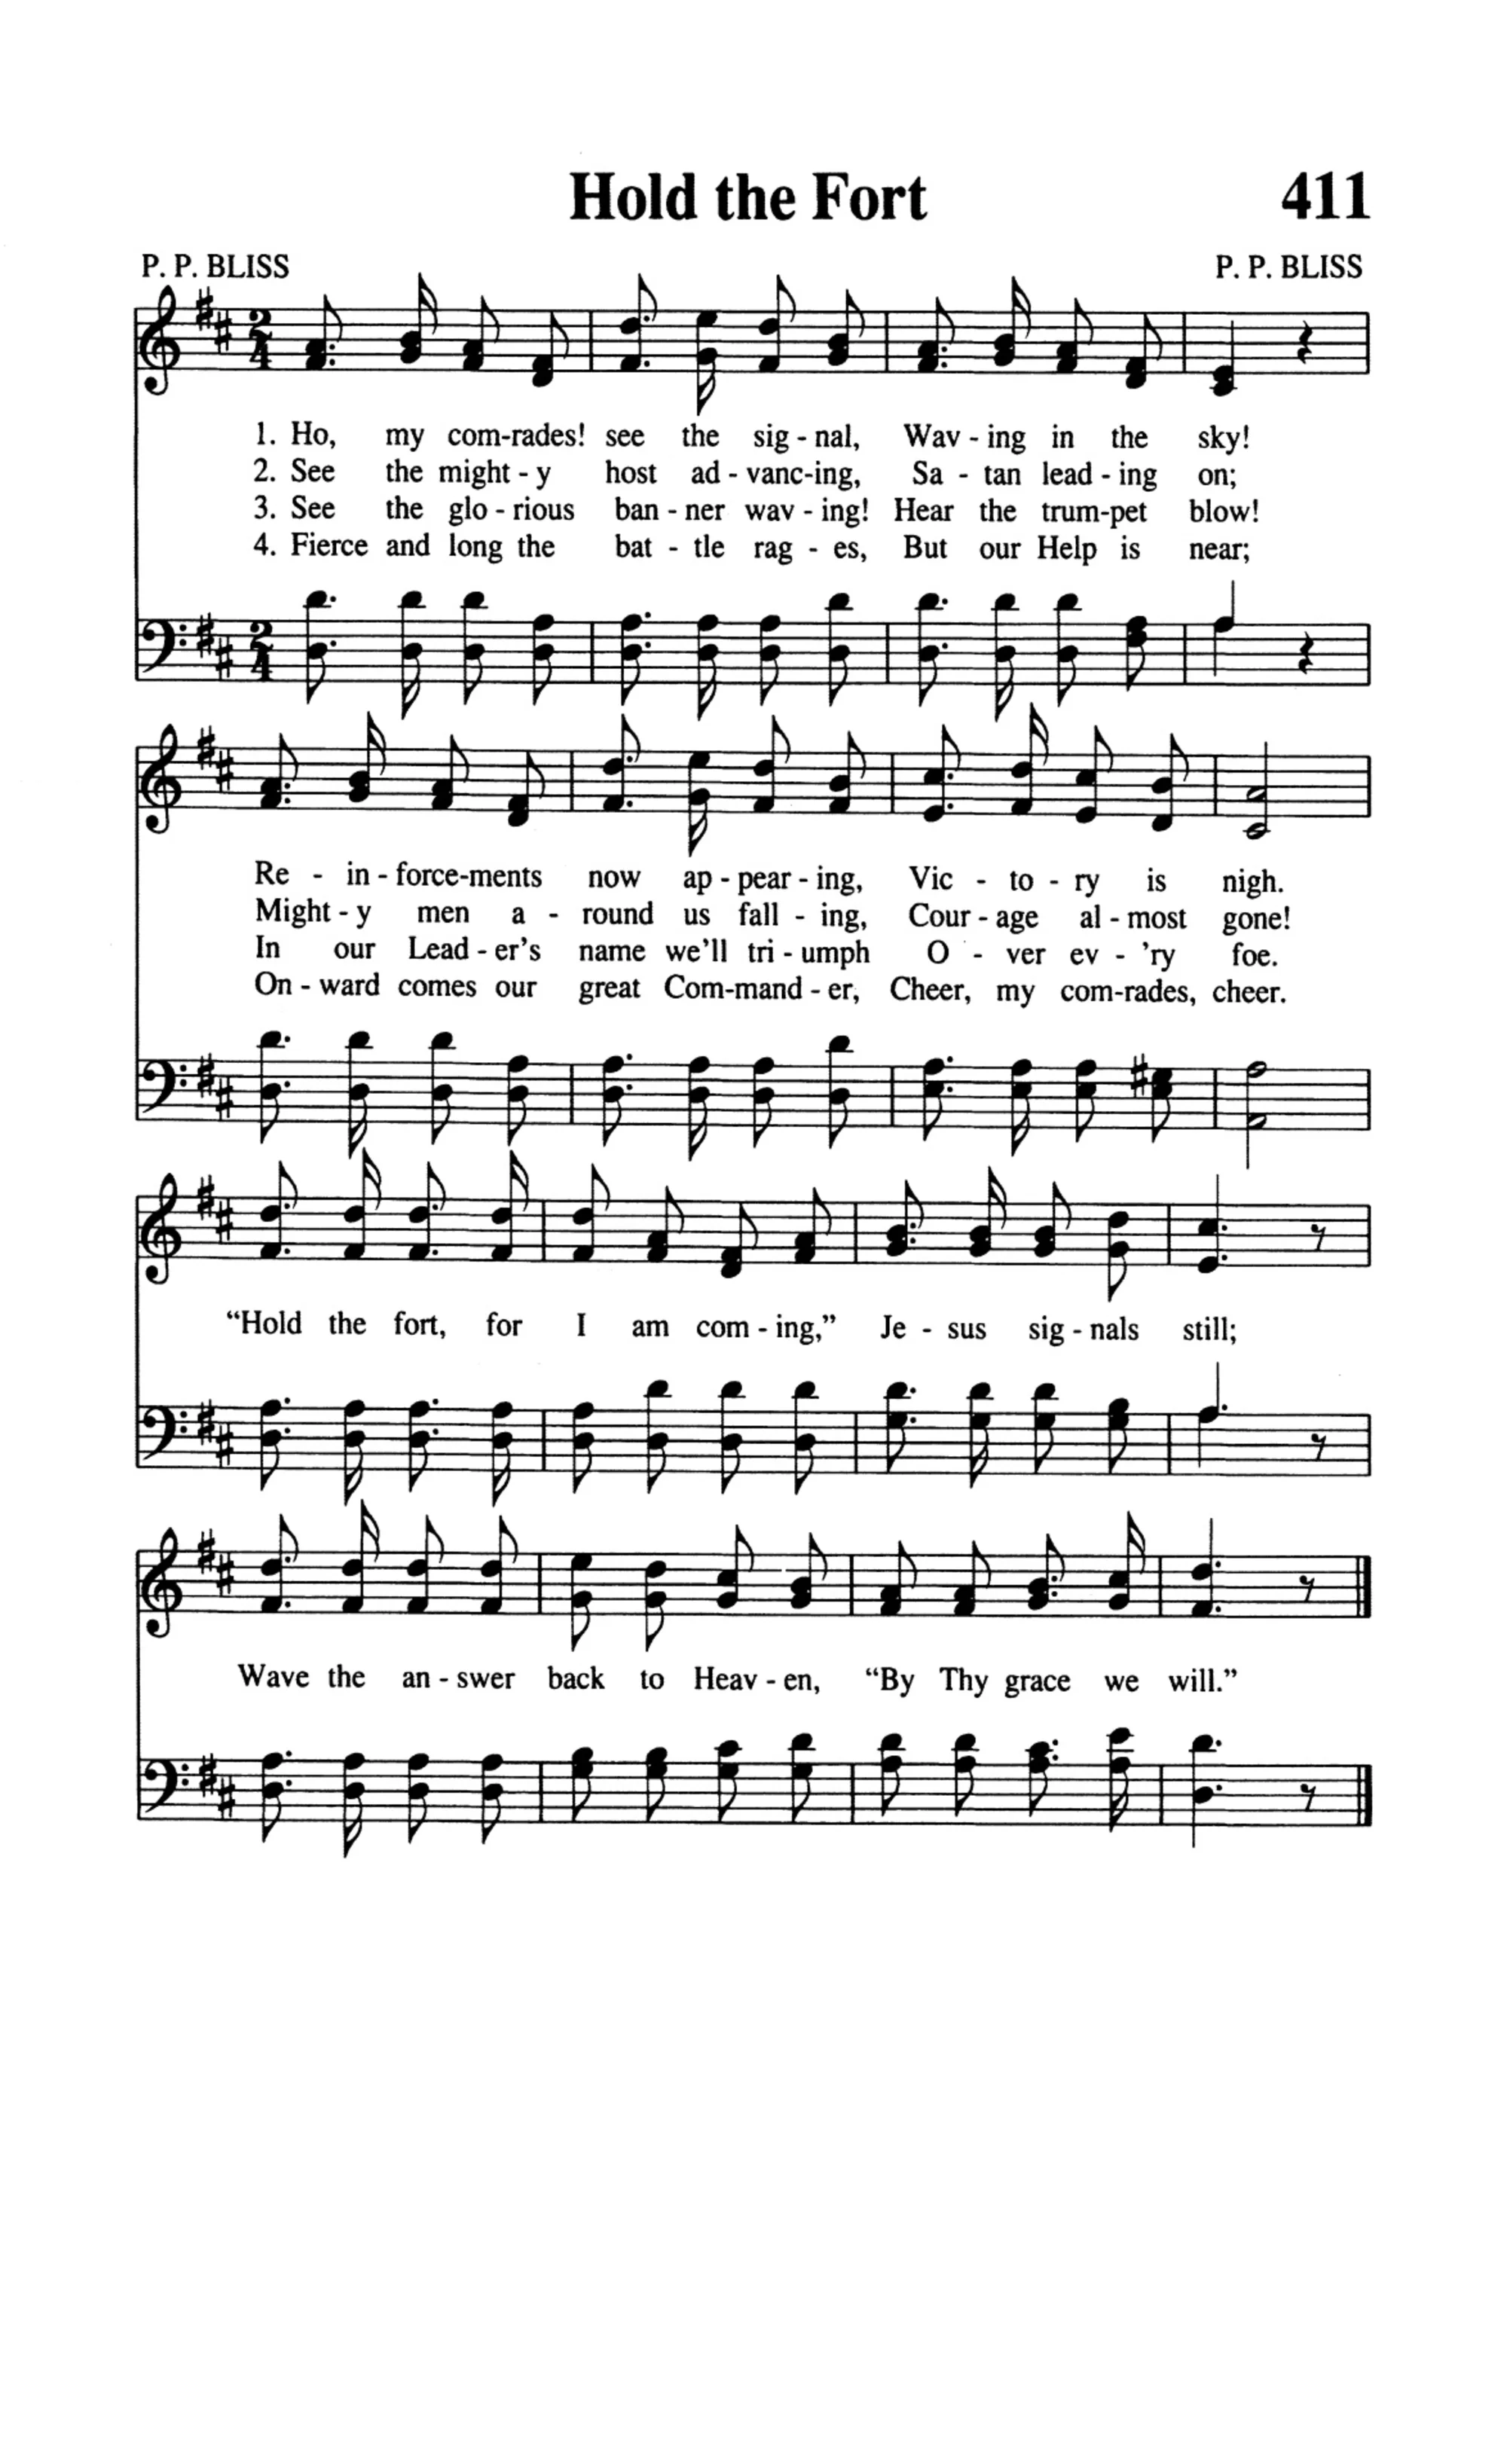 Hold the Fort 411
P. P. BLISS P. P. BLISS
1. Ho, my com-rades! see the sig - nal, Wav - ing in the sky!
2. See the might - y host ad - vanc-ing, Sa - tan lead - ing on;
3. See the glo - rious ban - ner wav - ing! Hear the trum-pet blow!
4. Fierce and long the bat - tle rag - es, But our Help is near;
Re - in - force-ments now ap - pear - ing, Vic - to - ry is nigh.
Might - y men a - round us fall - ing, Cour - age al - most gone!
In our Lead - er's name we'll tri - umph O - ver ev - 'ry foe.
On - ward comes our great Com-mand - er, Cheer, my com-rades, cheer.
“Hold the fort, for I am com - ing,” Je - sus sig - nals still;
Wave the an - swer back to Heav - en, “By Thy grace we will.”